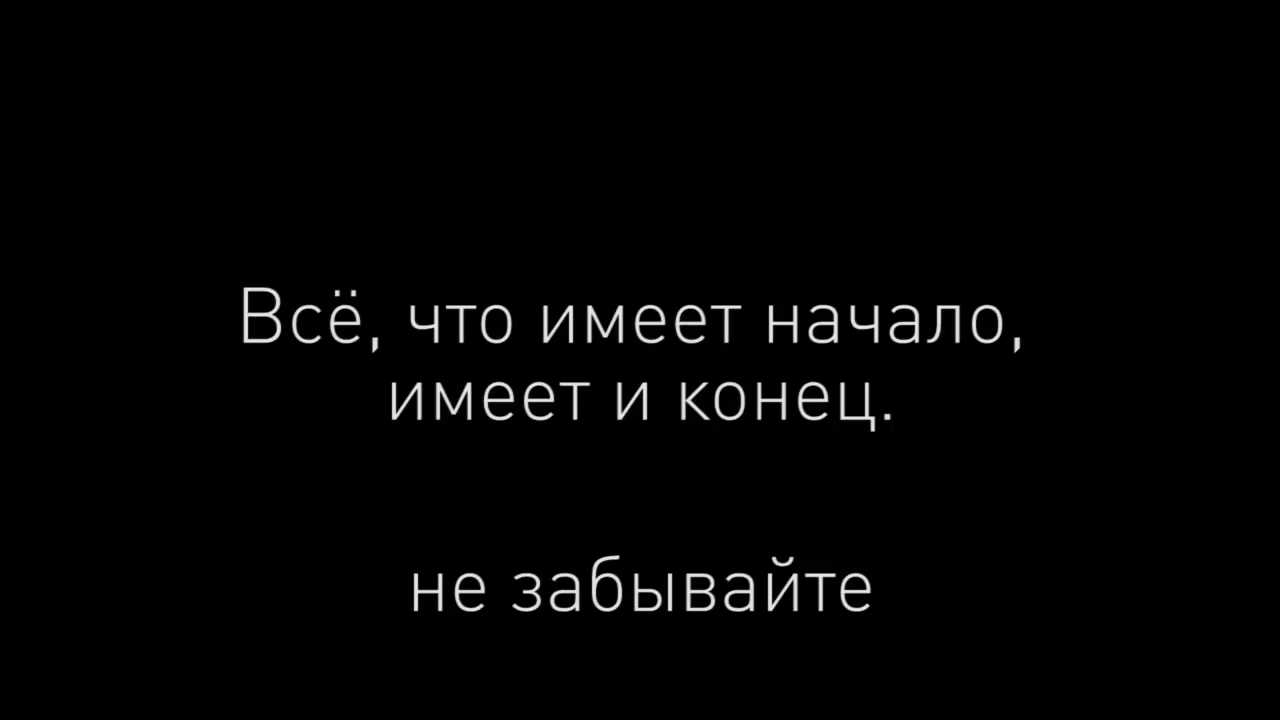 Всё, что имеет начало,
имеет и конец.
не забывайте